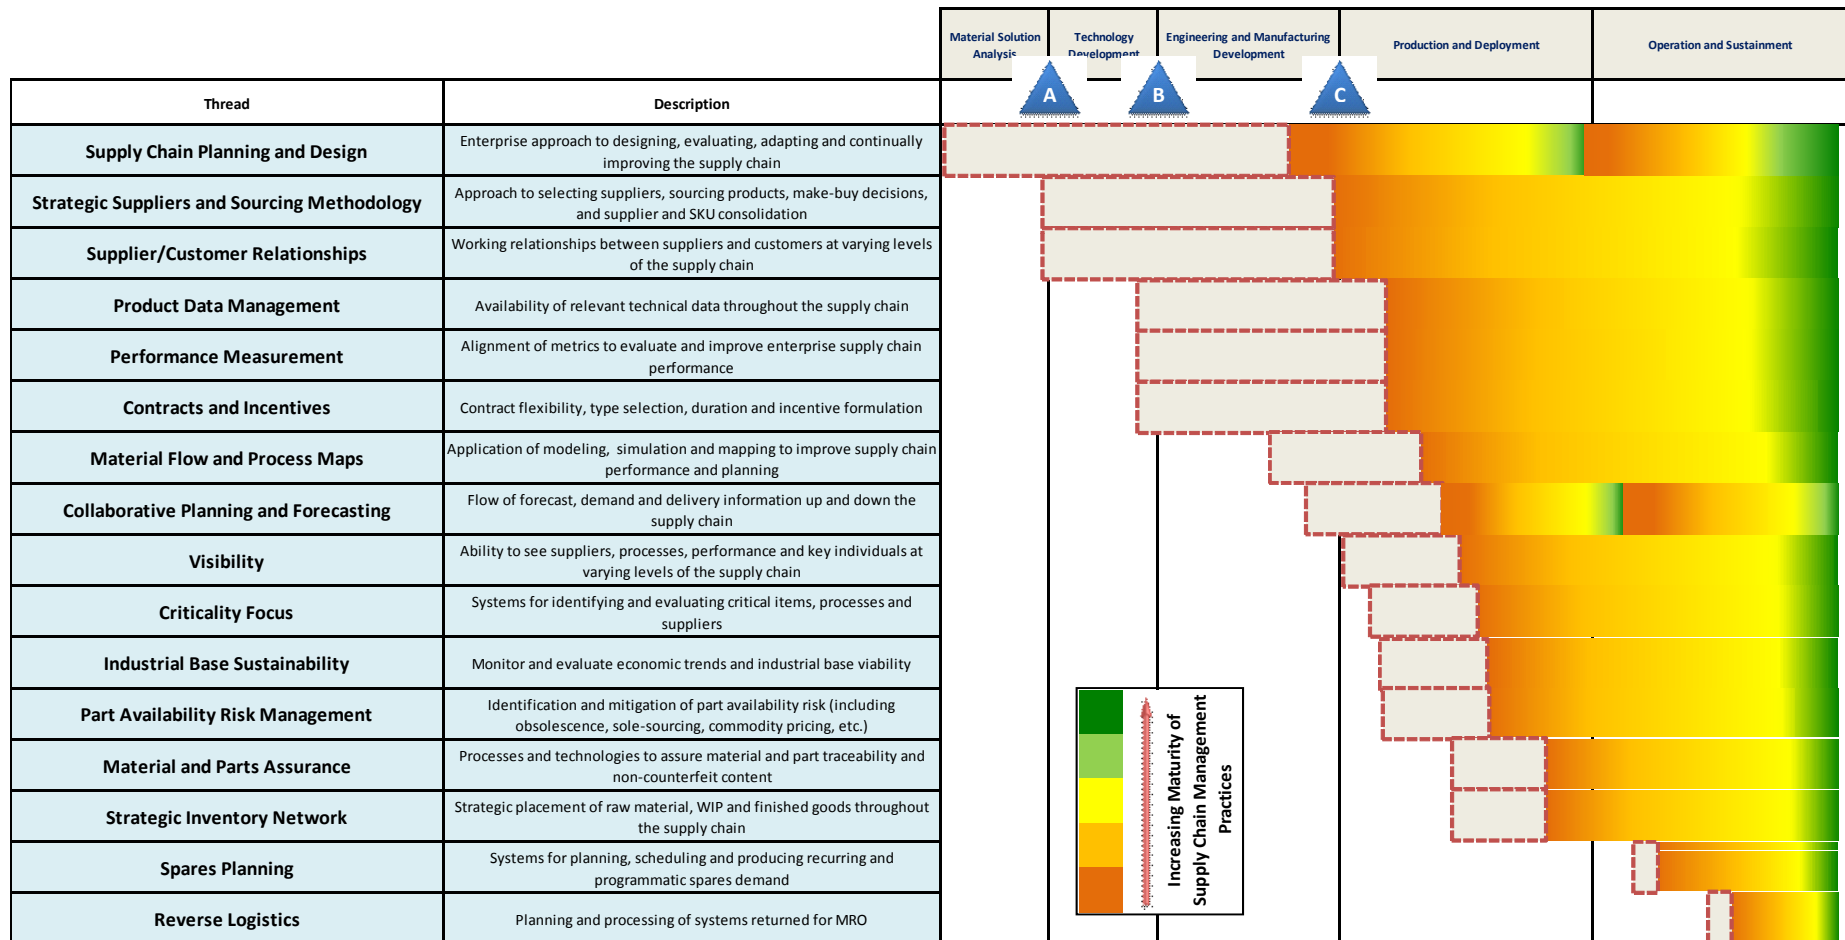 Material Solution
Analysis
Technology
Development
Engineering and Manufacturing
Development
Production and Deployment
Operation and Sustainment
A
B
C
Thread
Description
Supply Chain Planning and Design
Enterprise approach to designing, evaluating, adapting and continually
improving the supply chain
Strategic Suppliers and Sourcing Methodology
Approach to selecting suppliers, sourcing products, make-buy decisions,
and supplier and SKU consolidation
Supplier/Customer Relationships
Working relationships between suppliers and customers at varying levels
of the supply chain
Product Data Management
Availability of relevant technical data throughout the supply chain
Performance Measurement
Alignment of metrics to evaluate and improve enterprise supply chain
performance
Contracts and Incentives
Contract flexibility, type selection, duration and incentive formulation
Material Flow and Process Maps
Application of modeling, simulation and mapping to improve supply chain
performance and planning
Collaborative Planning and Forecasting
Flow of forecast, demand and delivery information up and down the
supply chain
Visibility
Ability to see suppliers, processes, performance and key individuals at
varying levels of the supply chain
Criticality Focus
Systems for identifying and evaluating critical items, processes and
suppliers
Industrial Base Sustainability
Monitor and evaluate economic trends and industrial base viability
Part Availability Risk Management
Identification and mitigation of part availability risk (including
obsolescence, sole-sourcing, commodity pricing, etc.)
Material and Parts Assurance
Processes and technologies to assure material and part traceability and
non-counterfeit content
Strategic Inventory Network
Strategic placement of raw material, WIP and finished goods throughout
the supply chain
Spares Planning
Systems for planning, scheduling and producing recurring and
programmatic spares demand
Reverse Logistics
Planning and processing of systems returned for MRO
Increasing Maturity of
Supply Chain Management
Practices